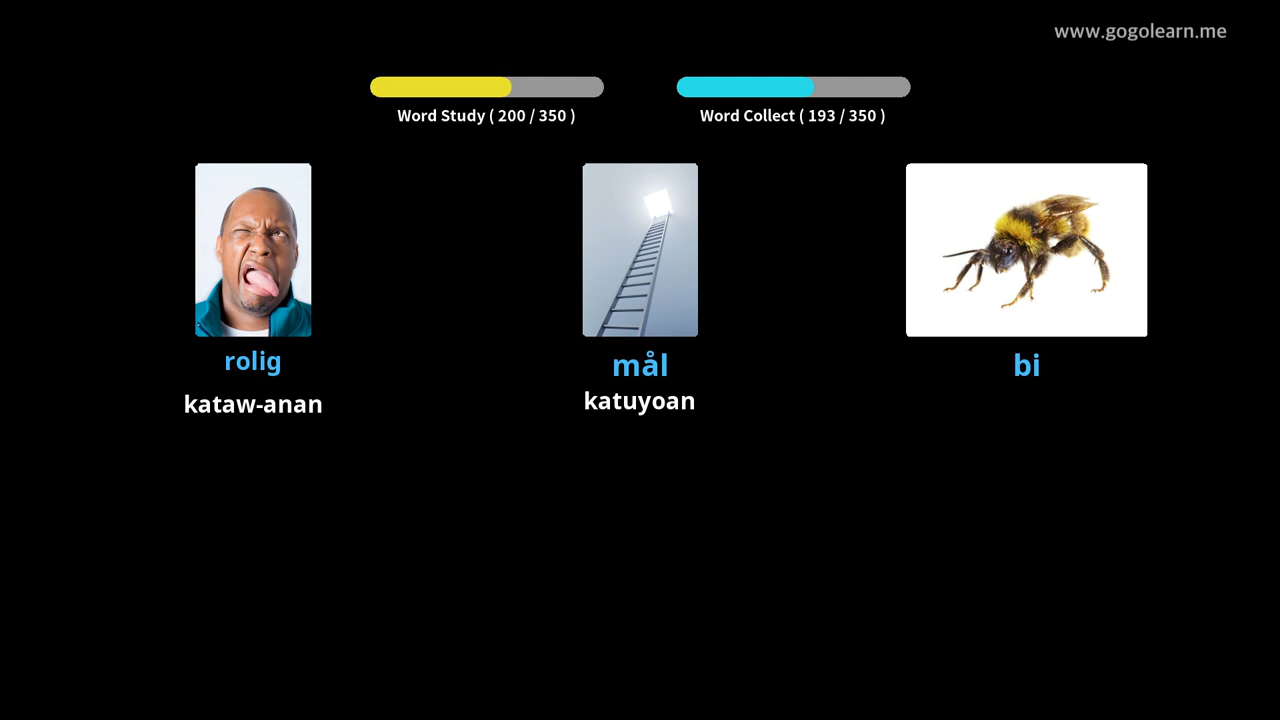 www.gogolearn.me
Word Study ( 200 / 350 )
Word Collect ( 193 / 350 )
rolig
kataw-anan
mål
katuyoan
bi